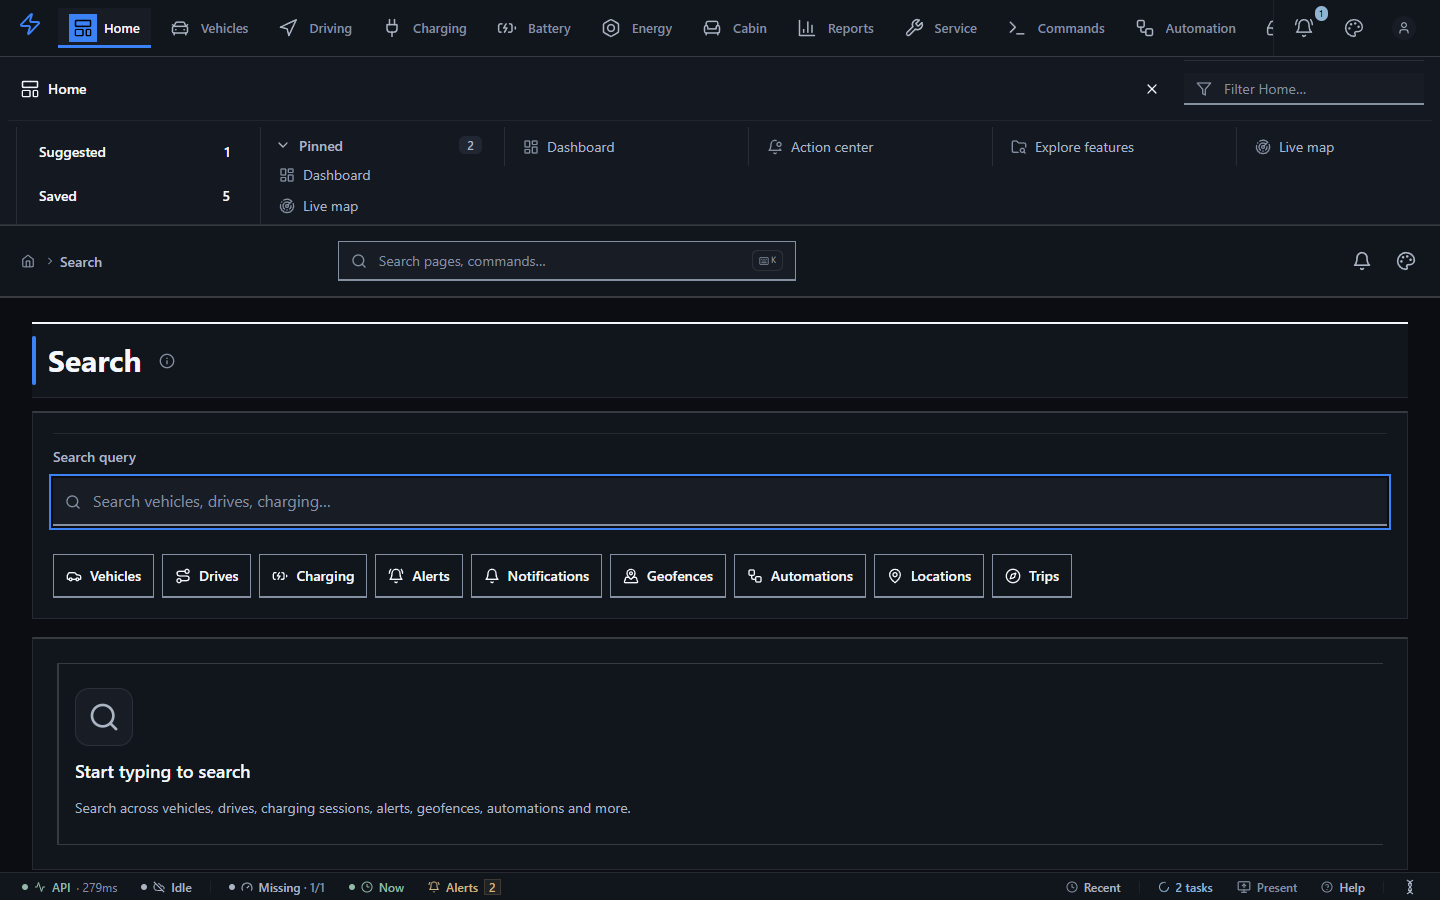 Home Vehicles Driving Charging Battery Energy Cabin Reports Service Commands Automation 1
Home
Filter Home...
Suggested 1
Saved 5
Pinned 2
Dashboard
Live map
Dashboard
Action center
Explore features
Live map
Search
Search pages, commands... K
Search
Search query
Search vehicles, drives, charging...
Vehicles Drives Charging Alerts Notifications Geofences Automations Locations Trips
Start typing to search
Search across vehicles, drives, charging sessions, alerts, geofences, automations and more.
API · 279ms Idle Missing · 1/1 Now Alerts 2 Recent 2 tasks Present Help